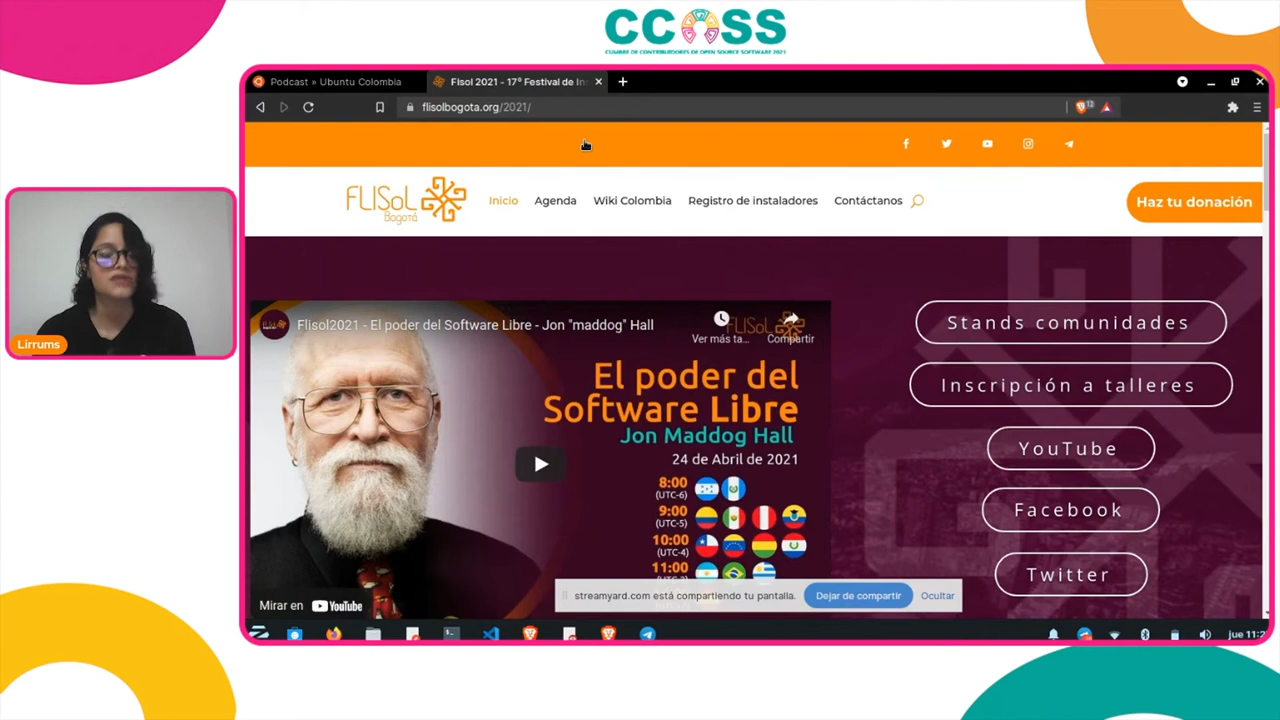 CCOSS
CUMBRE DE CONTRIBUIDORES DE OPEN SOURCE SOFTWARE 2021
Podcast » Ubuntu Colombia
Flisol 2021 - 17º Festival de In
flisolbogota.org/2021/
12
FLISoL
Bogotá
Inicio
Agenda
Wiki Colombia
Registro de instaladores
Contáctanos
Haz tu donación
Flisol2021 - El poder del Software Libre - Jon "maddog" Hall
FLISoL
Ver más ta...
Compartir
El poder del
Software Libre
Jon Maddog Hall
24 de Abril de 2021
8:00
(UTC-6)
9:00
(UTC-5)
10:00
(UTC-4)
11:00
Mirar en YouTube
Stands comunidades
Inscripción a talleres
YouTube
Facebook
Twitter
streamyard.com está compartiendo tu pantalla.
Dejar de compartir
Ocultar
jue 11:2
Lirrums